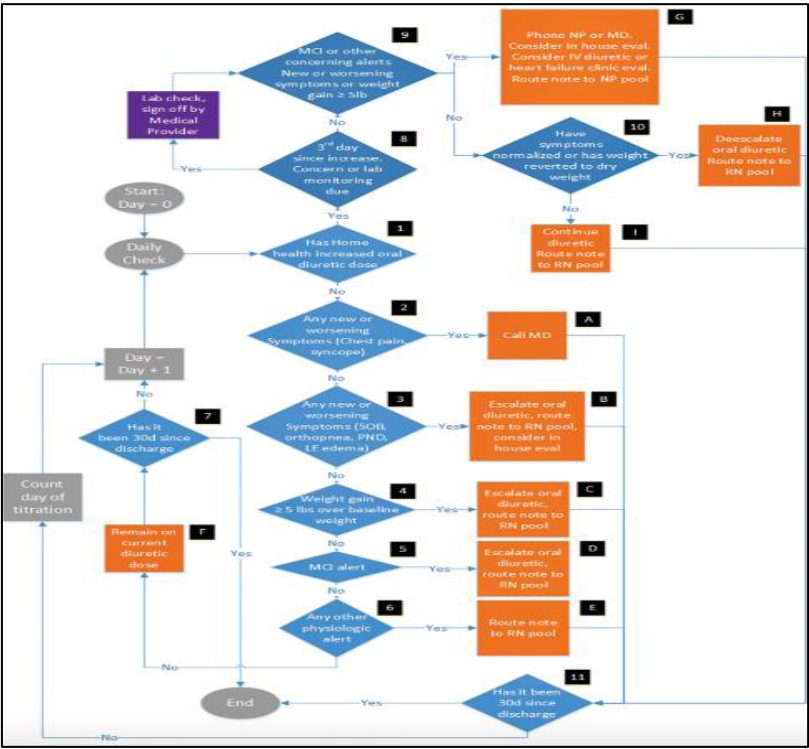 9
MCI or other
concerning alerts
New or worsening
symptoms or weight
gain ≥ 5lb
Yes
G
Phone NP or MD.
Consider in house eval.
Consider IV diuretic or
heart failure clinic eval.
Route note to NP pool
Lab check,
sign off by
Medical
Provider
No
No
8
3rd day
since increase.
Concern or lab
monitoring
due
Yes
Yes
10
Have
symptoms
normalized or has weight
reverted to dry
weight
Yes
H
Deescalate
oral diuretic
Route note to
RN pool
No
I
Continue
diuretic
Route note
to RN pool
Start:
Day = 0
Daily
Check
1
Has Home
health increased oral
diuretic dose
No
2
Any new or
worsening
Symptoms (Chest pain,
syncope)
Yes
A
Call MD
No
Day =
Day + 1
No
7
Has it
been 30d since
discharge
Yes
3
Any new or
worsening
Symptoms (SOB,
orthopnea, PND,
LE edema)
Yes
B
Escalate oral
diuretic, route
note to RN pool,
consider in
house eval
No
Count
day of
titration
4
Weight gain
≥ 5 lbs over baseline
weight
Yes
C
Escalate oral
diuretic,
route note to
RN pool
No
F
Remain on
current
diuretic
dose
5
MCI alert
Yes
D
Escalate oral
diuretic,
route note to
RN pool
No
6
Any other
physiologic
alert
Yes
E
Route note
to RN pool
No
11
Has it been
30d since
discharge
Yes
End
No